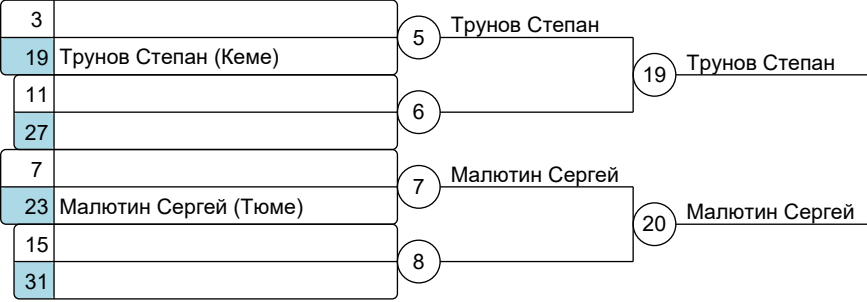 3
5
Трунов Степан
19 Трунов Степан (Кеме)
19
Трунов Степан
11
6
27
7
7
Малютин Сергей
23 Малютин Сергей (Тюме)
20
Малютин Сергей
15
8
31